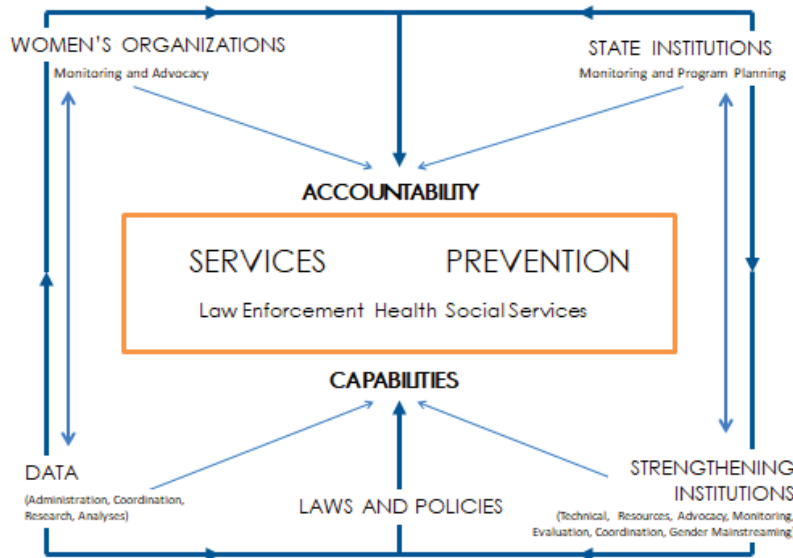 WOMEN'S ORGANIZATIONS
Monitoring and Advocacy
STATE INSTITUTIONS
Monitoring and Program Planning
ACCOUNTABILITY
SERVICES PREVENTION
Law Enforcement Health Social Services
CAPABILITIES
DATA
(Administration, Coordination,
Research, Analyses)
LAWS AND POLICIES
STRENGTHENING
INSTITUTIONS
(Technical, Resources, Advocacy, Monitoring,
Evaluation, Coordination, Gender Mainstreaming)